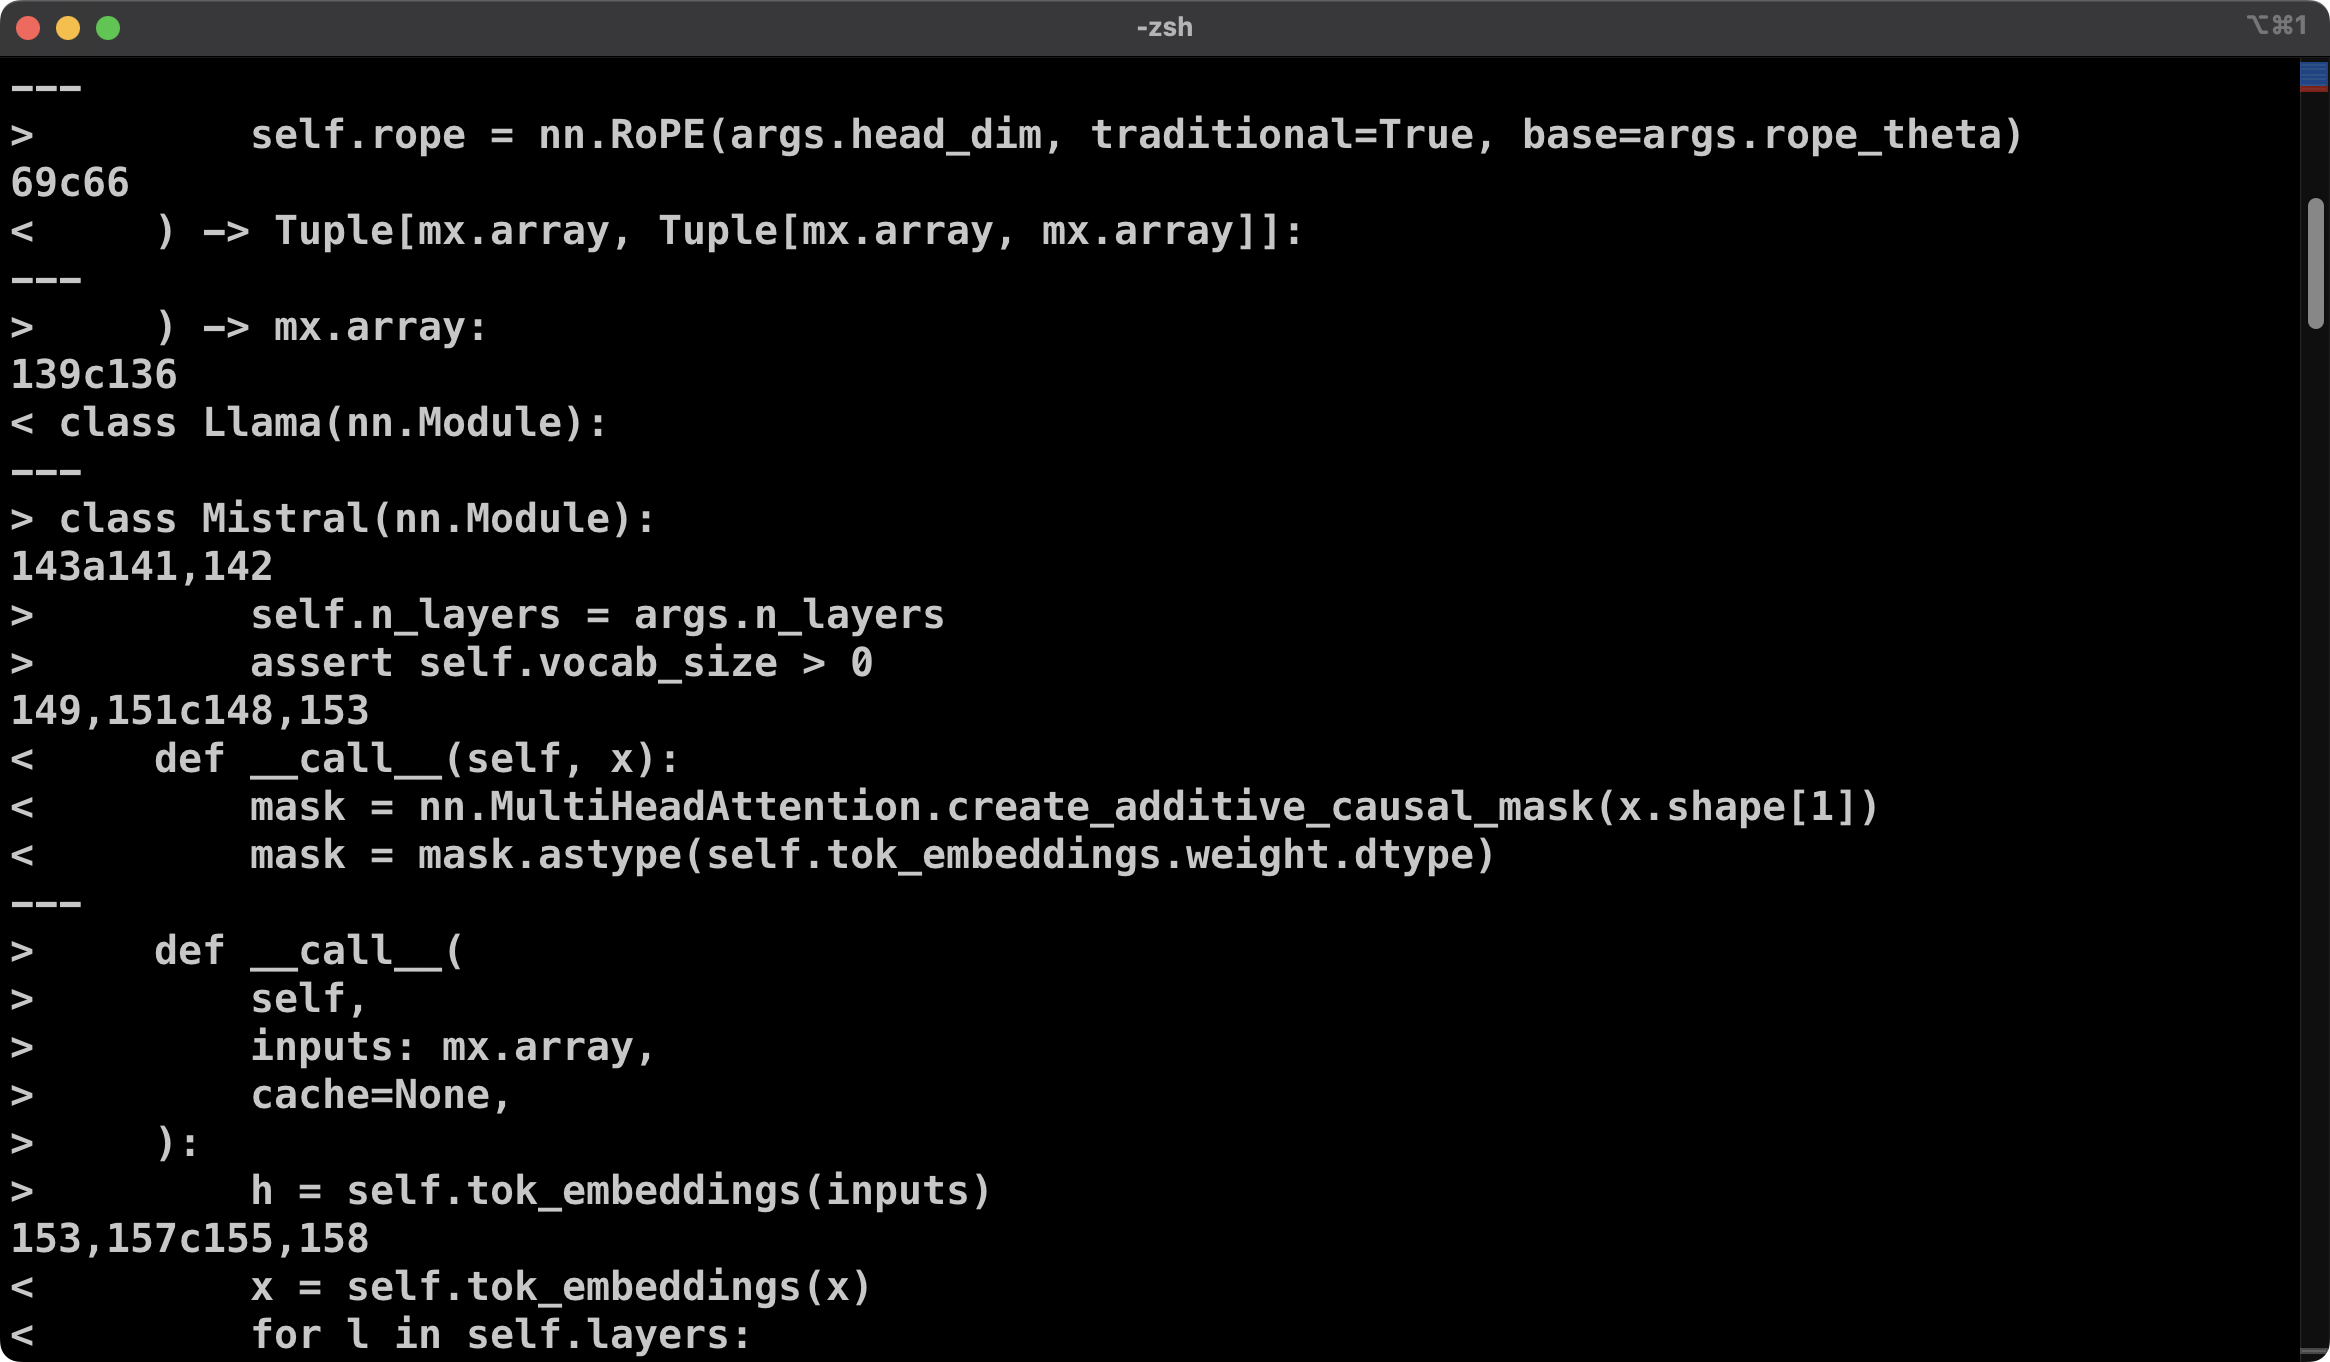 -zsh ⌥⌘1
---
>         self.rope = nn.RoPE(args.head_dim, traditional=True, base=args.rope_theta)
69c66
<     ) -> Tuple[mx.array, Tuple[mx.array, mx.array]]:
---
>     ) -> mx.array:
139c136
< class Llama(nn.Module):
---
> class Mistral(nn.Module):
143a141,142
>         self.n_layers = args.n_layers
>         assert self.vocab_size > 0
149,151c148,153
<     def __call__(self, x):
<         mask = nn.MultiHeadAttention.create_additive_causal_mask(x.shape[1])
<         mask = mask.astype(self.tok_embeddings.weight.dtype)
---
>     def __call__(
>         self,
>         inputs: mx.array,
>         cache=None,
>     ):
>         h = self.tok_embeddings(inputs)
153,157c155,158
<         x = self.tok_embeddings(x)
<         for l in self.layers: